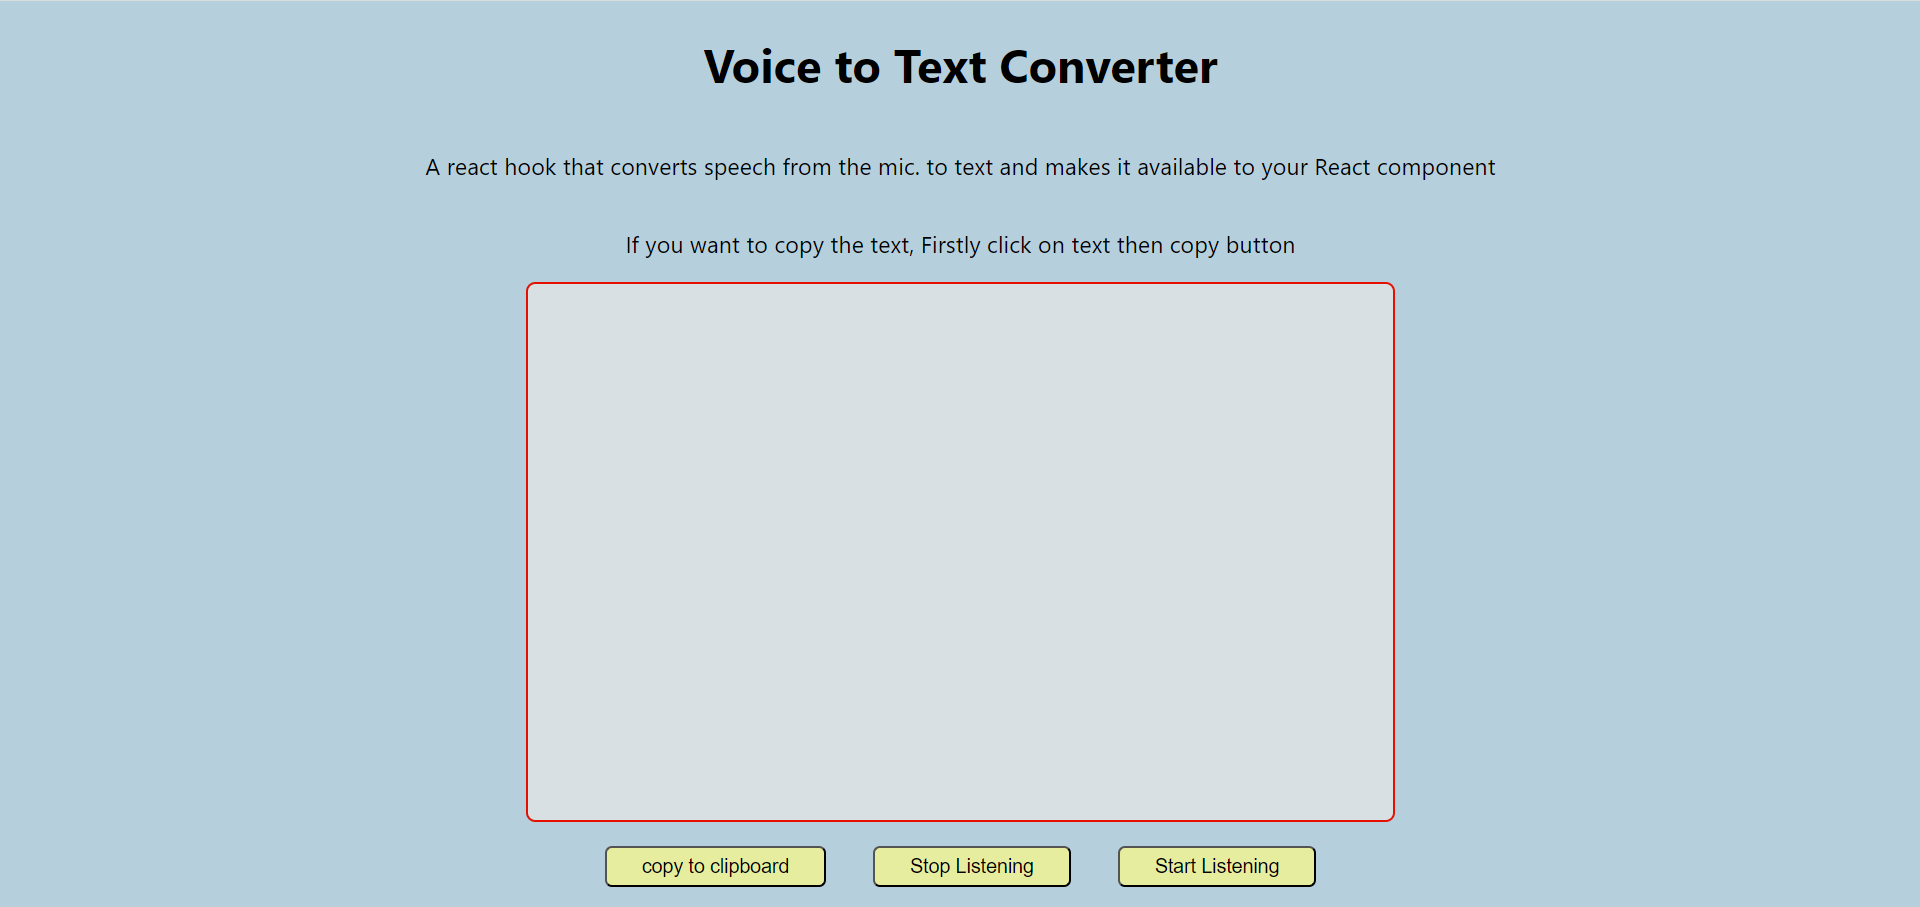 Voice to Text Converter
A react hook that converts speech from the mic. to text and makes it available to your React component
If you want to copy the text, Firstly click on text then copy button
copy to clipboard
Stop Listening
Start Listening